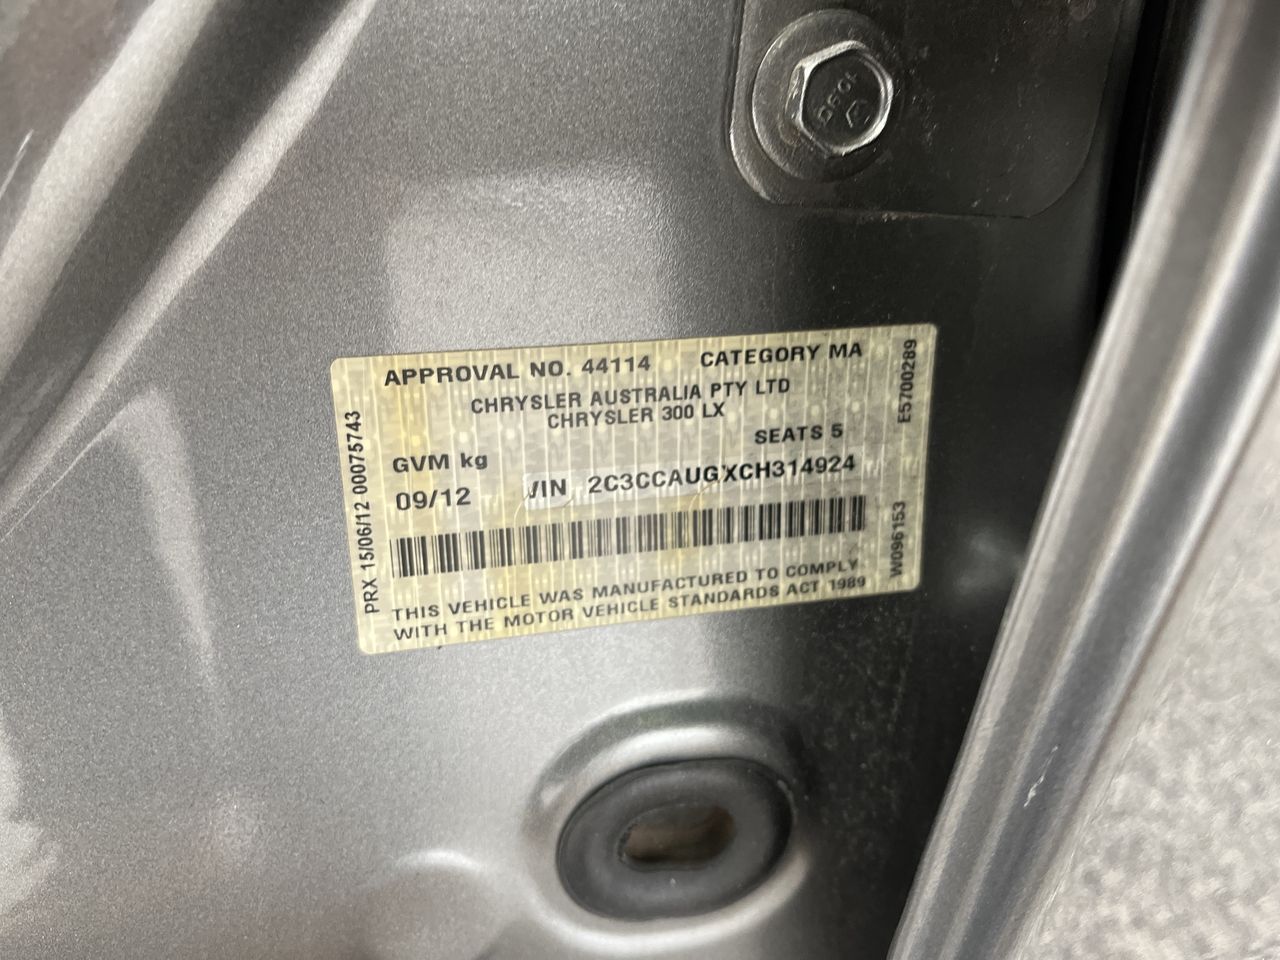 APPROVAL NO. 44114 CATEGORY MA
CHRYSLER AUSTRALIA PTY LTD
CHRYSLER 300 LX
SEATS 5
GVM kg
09/12 VIN 2C3CCAUGXCH314924
THIS VEHICLE WAS MANUFACTURED TO COMPLY
WITH THE MOTOR VEHICLE STANDARDS ACT 1989
PRX 15/06/12 00075743
E5700289
W096153